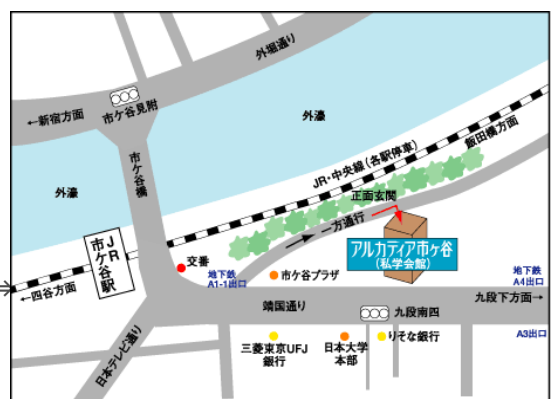 外堀通り
市ケ谷見附
←新宿方面
外濠
市ケ谷橋
飯田橋方面
JR・中央線（各駅停車）
外濠
正面玄関
一方通行
JR
市ケ谷駅
アルカディア市ヶ谷
（私学会館）
交番
地下鉄
A1-1出口
市ケ谷プラザ
地下鉄
A4出口
←四谷方面
靖国通り
九段下方面→
九段南四
A3出口
日本テレビ通り
三菱東京UFJ
銀行
日本大学
本部
りそな銀行